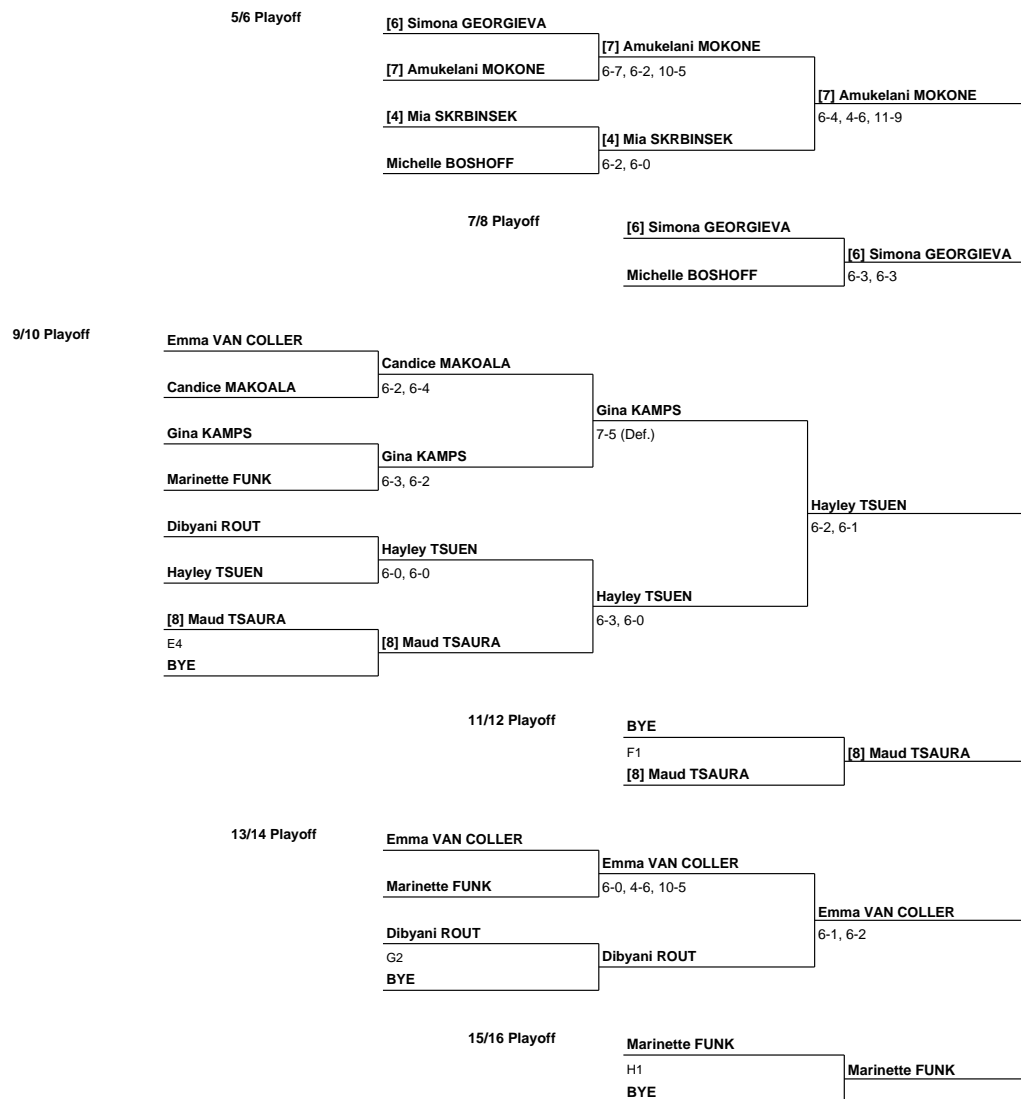 5/6 Playoff
[6] Simona GEORGIEVA
[7] Amukelani MOKONE
[7] Amukelani MOKONE
6-7, 6-2, 10-5
[7] Amukelani MOKONE
6-4, 4-6, 11-9
[4] Mia SKRBINSEK
[4] Mia SKRBINSEK
Michelle BOSHOFF
6-2, 6-0
7/8 Playoff
[6] Simona GEORGIEVA
[6] Simona GEORGIEVA
Michelle BOSHOFF
6-3, 6-3
9/10 Playoff
Emma VAN COLLER
Candice MAKOALA
Candice MAKOALA
6-2, 6-4
Gina KAMPS
7-5 (Def.)
Gina KAMPS
Gina KAMPS
Marinette FUNK
6-3, 6-2
Hayley TSUEN
6-2, 6-1
Dibyani ROUT
Hayley TSUEN
Hayley TSUEN
6-0, 6-0
Hayley TSUEN
6-3, 6-0
[8] Maud TSAURA
E4
[8] Maud TSAURA
BYE
11/12 Playoff
BYE
F1
[8] Maud TSAURA
[8] Maud TSAURA
13/14 Playoff
Emma VAN COLLER
Emma VAN COLLER
Marinette FUNK
6-0, 4-6, 10-5
Emma VAN COLLER
6-1, 6-2
Dibyani ROUT
G2
Dibyani ROUT
BYE
15/16 Playoff
Marinette FUNK
H1
Marinette FUNK
BYE